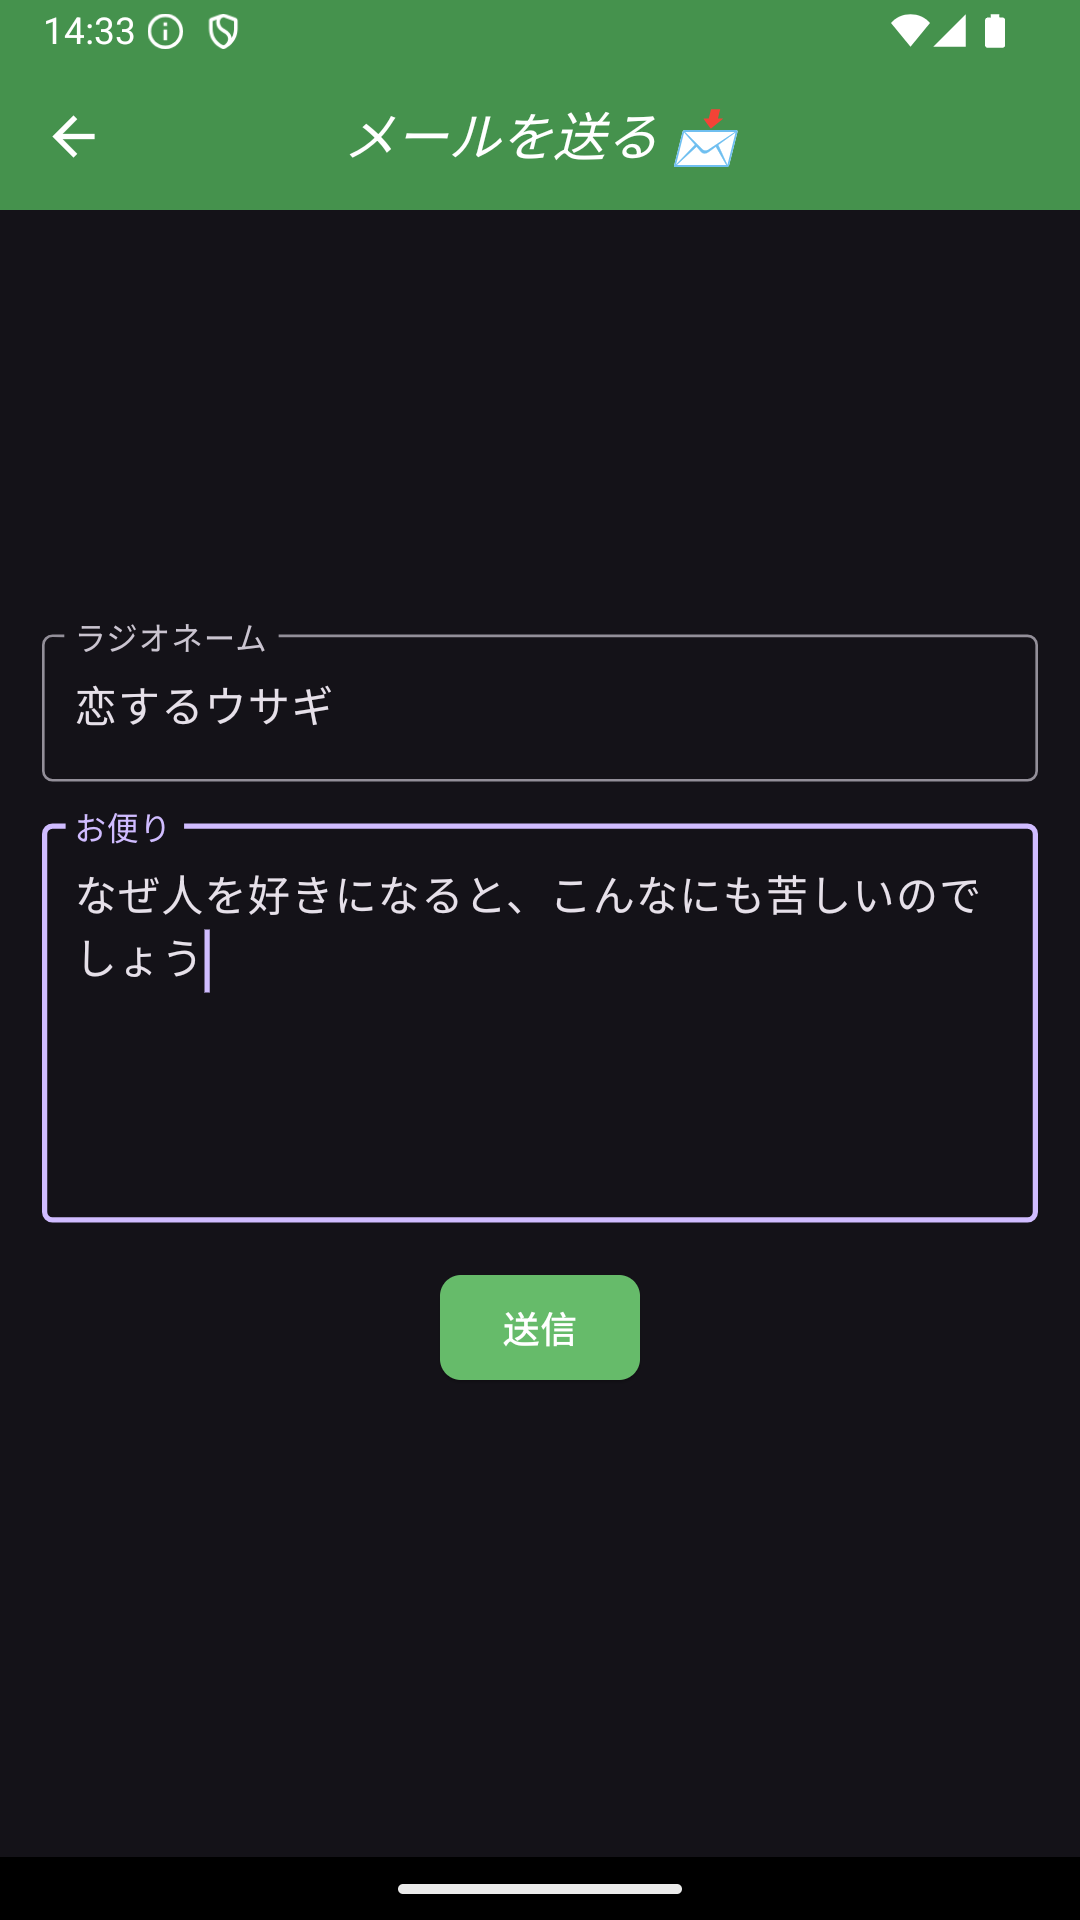 14:33
メールを送る 📩
ラジオネーム
恋するウサギ
お便り
なぜ人を好きになると、こんなにも苦しいので
しょう
送信